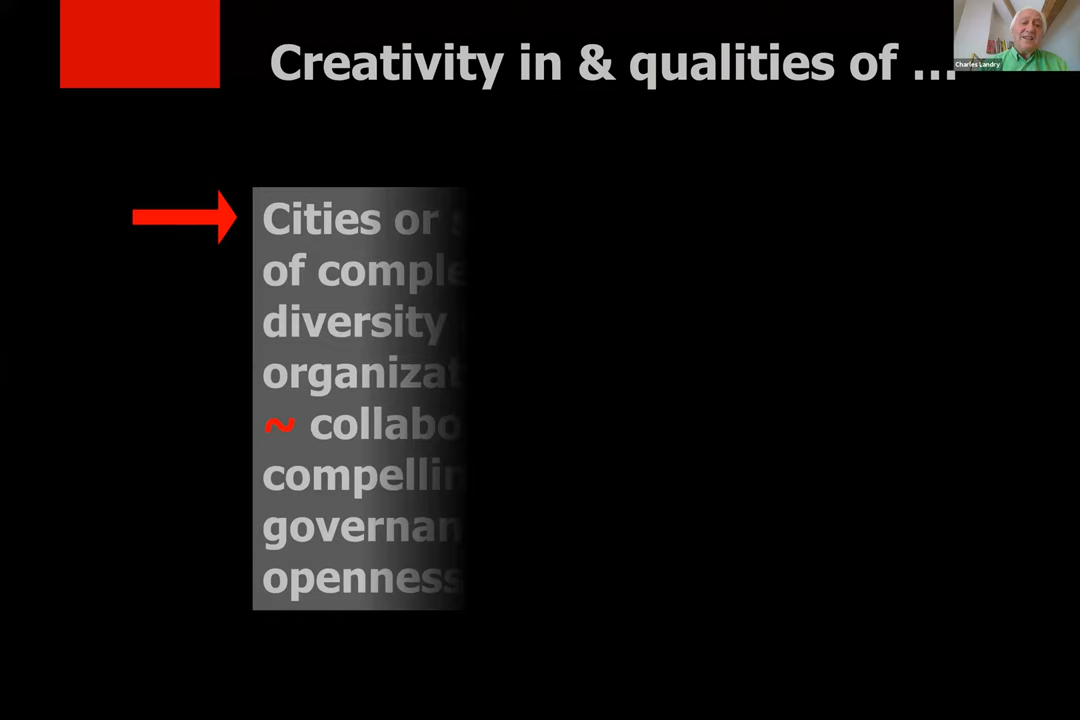 Creativity in & qualities of ...
Charles Landry
Cities or
of comple
diversity
organizat
~ collabo
compellin
governan
openness